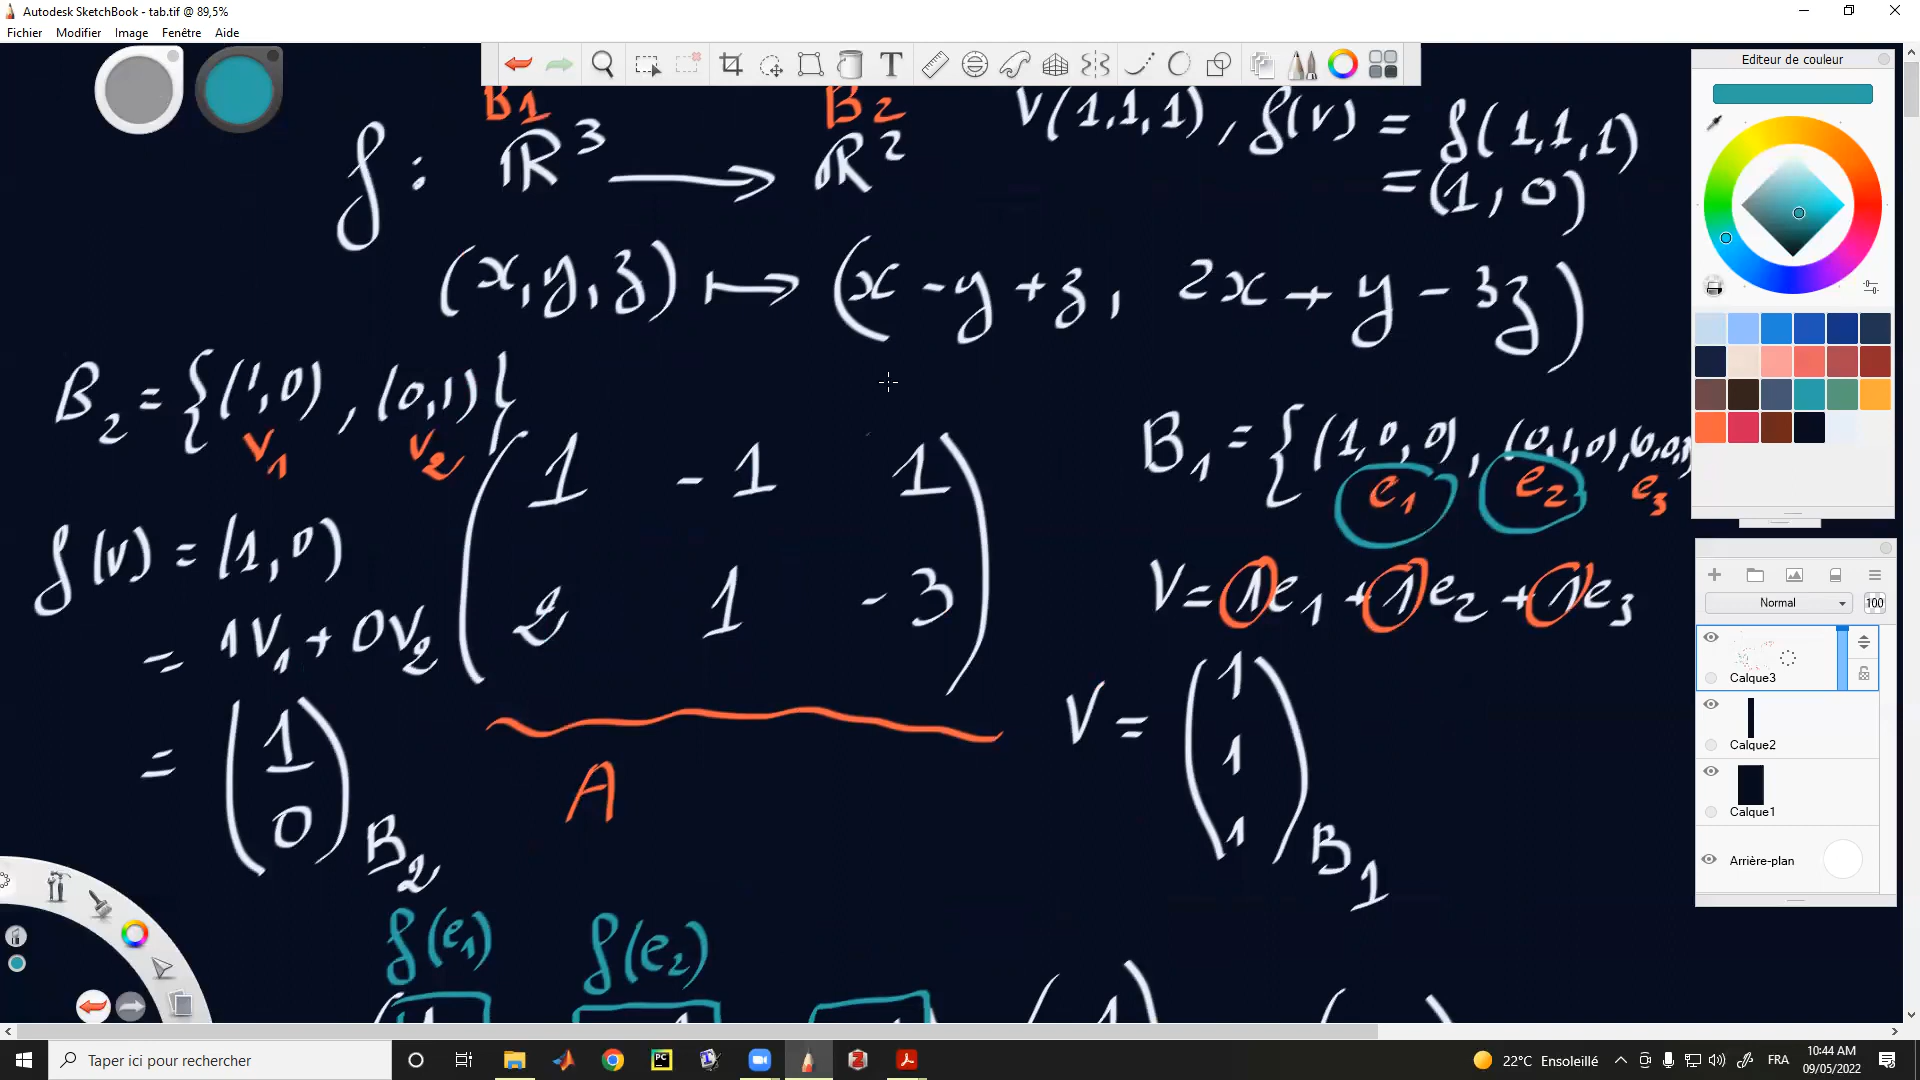 Autodesk SketchBook - tab.tif @ 89,5%
Fichier Modifier Image Fenêtre Aide
Editeur de couleur
B1 B2
f : ℝ³ ⟶ ℝ²
V(1,1,1), f(v) = f(1,1,1)
= (1,0)
(x,y,z) ↦ (x - y + z, 2x + y - 3z)
B₂ = {(1,0), (0,1)}
v₁ v₂
B₁ = {(1,0,0), (0,1,0), (0,0,1
e₁ e₂ e₃
1 -1 1
2 1 -3
A
f(v) = (1,0)
= 1V₁ + 0V₂
= (1 0) B₂
V = 1e₁ + 1e₂ + 1e₃
V = (1 1 1) B₁
f(e₁) f(e₂)
Normal 100
Calque3
Calque2
Calque1
Arrière-plan
Taper ici pour rechercher
22°C Ensoleillé
FRA
10:44 AM
09/05/2022